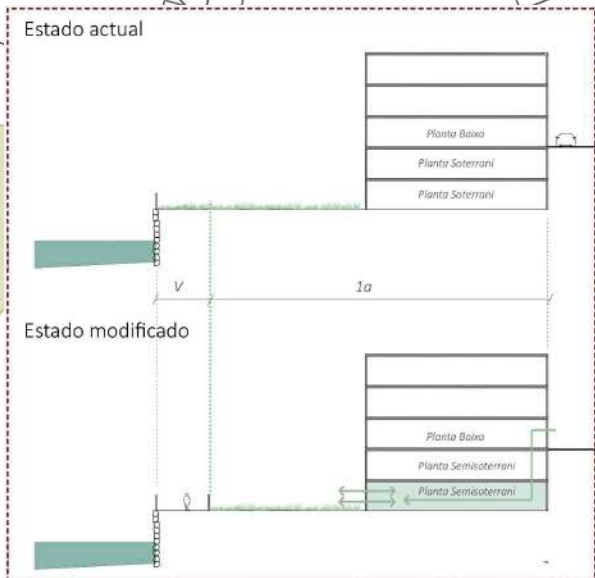 Estado actual
Planta Baixa
Planta Soterrani
Planta Soterrani
V
1a
Estado modificado
Planta Baixa
Planta Semisoterrani
Planta Semisoterrani